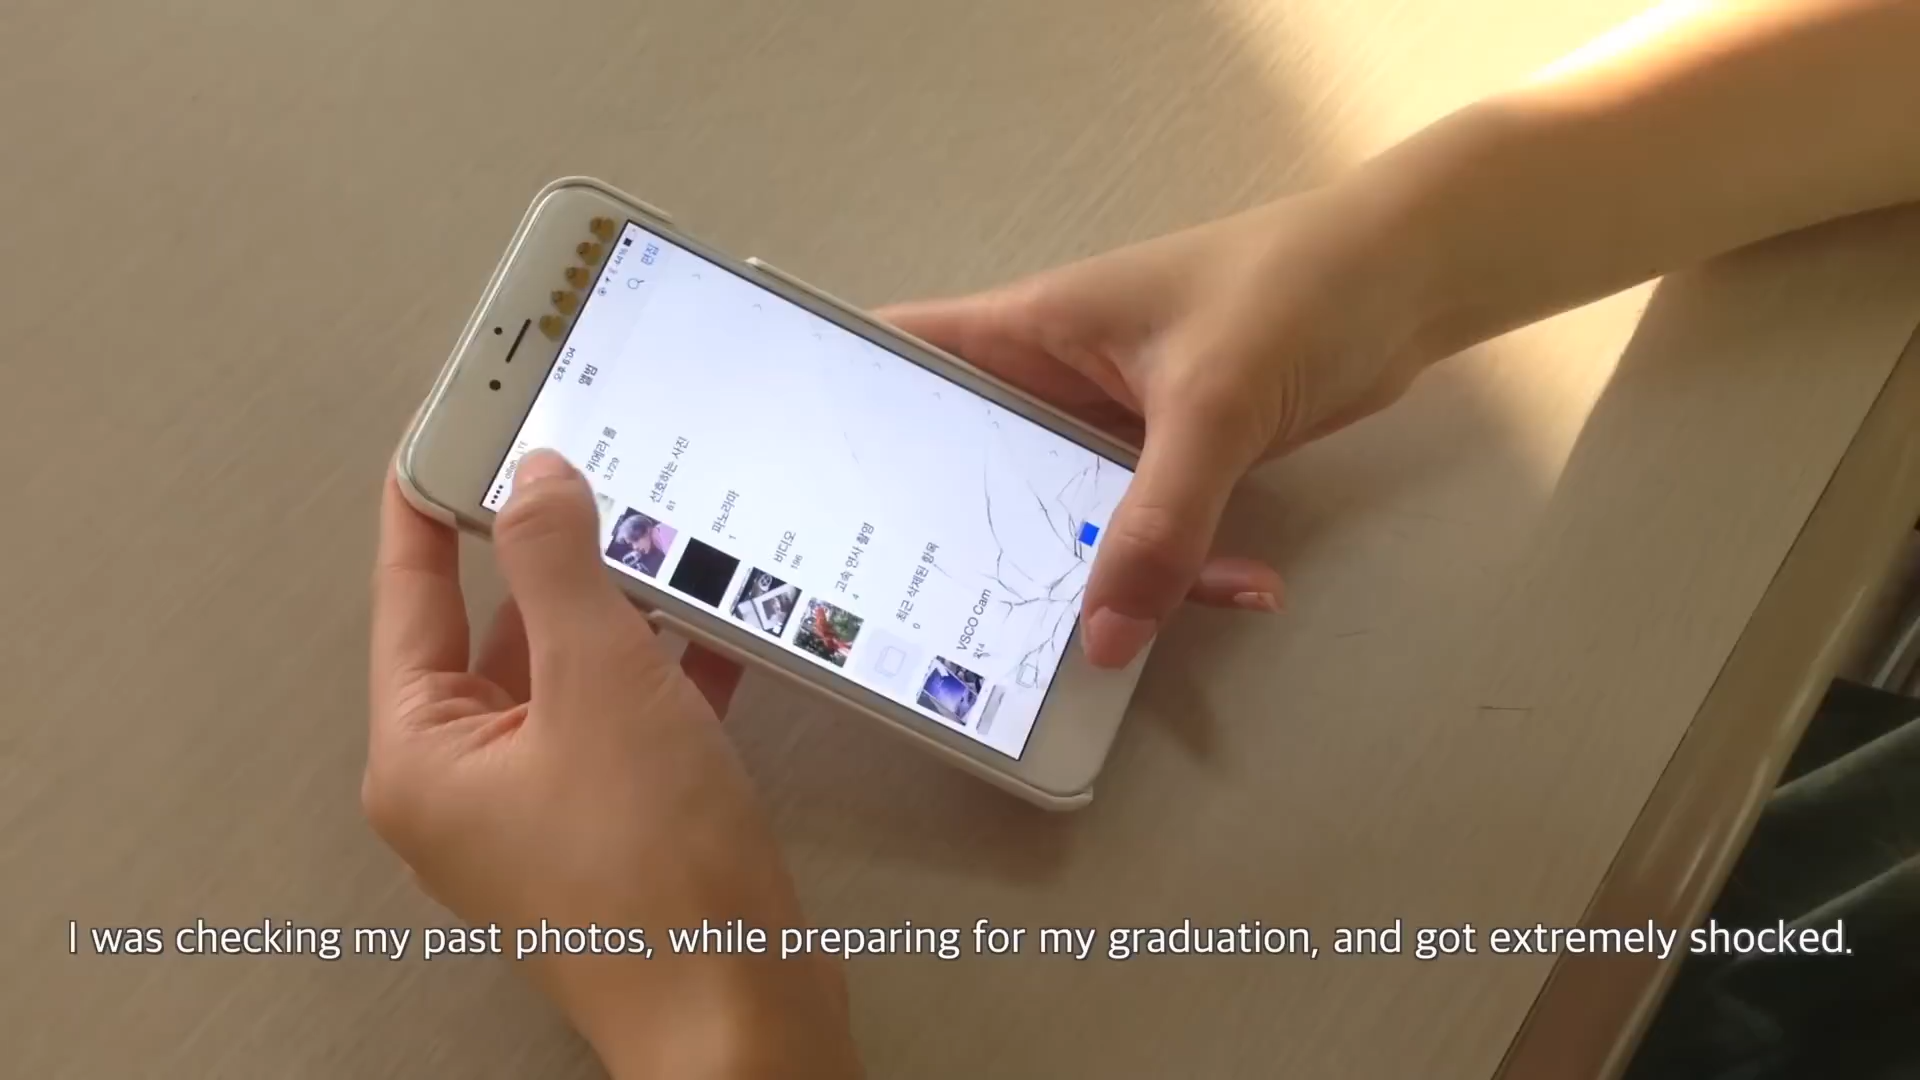 오후 6:04
44%
앨범
편집
카메라 롤
3,729
선호하는 사진
61
파노라마
1
비디오
196
고속 연사 촬영
4
최근 삭제된 항목
0
VSCO Cam
I was checking my past photos, while preparing for my graduation, and got extremely shocked.